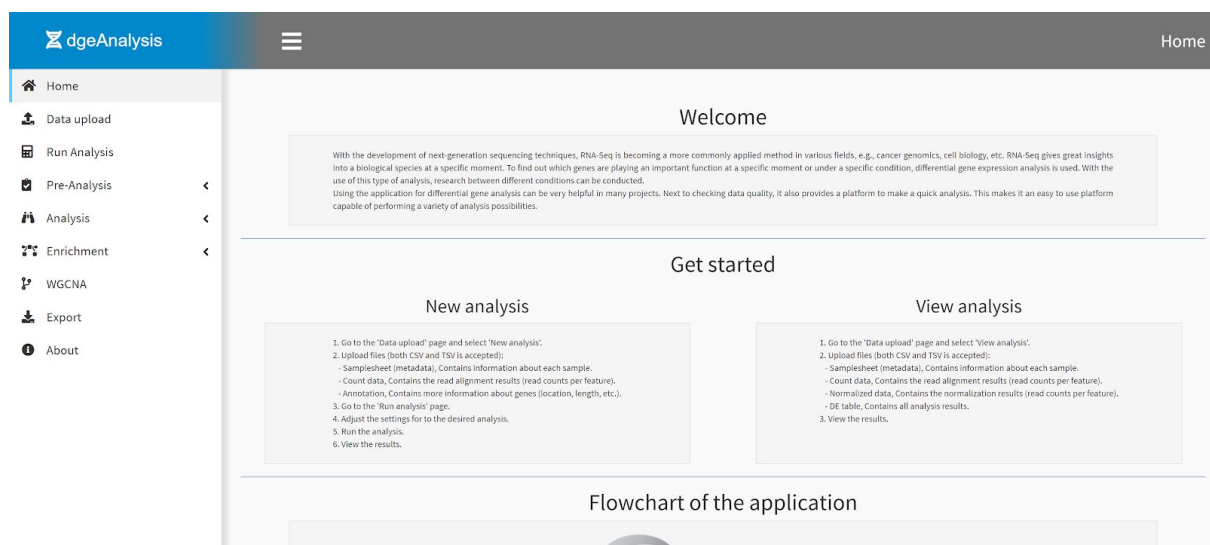 dgeAnalysis
Home
Home
Data upload
Run Analysis
Pre-Analysis
Analysis
Enrichment
WGCNA
Export
About
Welcome
With the development of next-generation sequencing techniques, RNA-Seq is becoming a more commonly applied method in various fields, e.g., cancer genomics, cell biology, etc. RNA-Seq gives great insights
into a biological species at a specific moment. To find out which genes are playing an important function at a specific moment or under a specific condition, differential gene expression analysis is used. With the
use of this type of analysis, research between different conditions can be conducted.
Using the application for differential gene analysis can be very helpful in many projects. Next to checking data quality, it also provides a platform to make a quick analysis. This makes it an easy to use platform
capable of performing a variety of analysis possibilities.
Get started
New analysis
1. Go to the 'Data upload' page and select 'New analysis'.
2. Upload files (both CSV and TSV is accepted):
- Samplesheet (metadata), Contains information about each sample.
- Count data, Contains the read alignment results (read counts per feature).
- Annotation, Contains more information about genes (location, length, etc.).
3. Go to the 'Run analysis' page.
4. Adjust the settings for to the desired analysis.
5. Run the analysis.
6. View the results.
View analysis
1. Go to the 'Data upload' page and select 'View analysis'.
2. Upload files (both CSV and TSV is accepted):
- Samplesheet (metadata), Contains information about each sample.
- Count data, Contains the read alignment results (read counts per feature).
- Normalized data, Contains the normalization results (read counts per feature).
- DE table, Contains all analysis results.
3. View the results.
Flowchart of the application